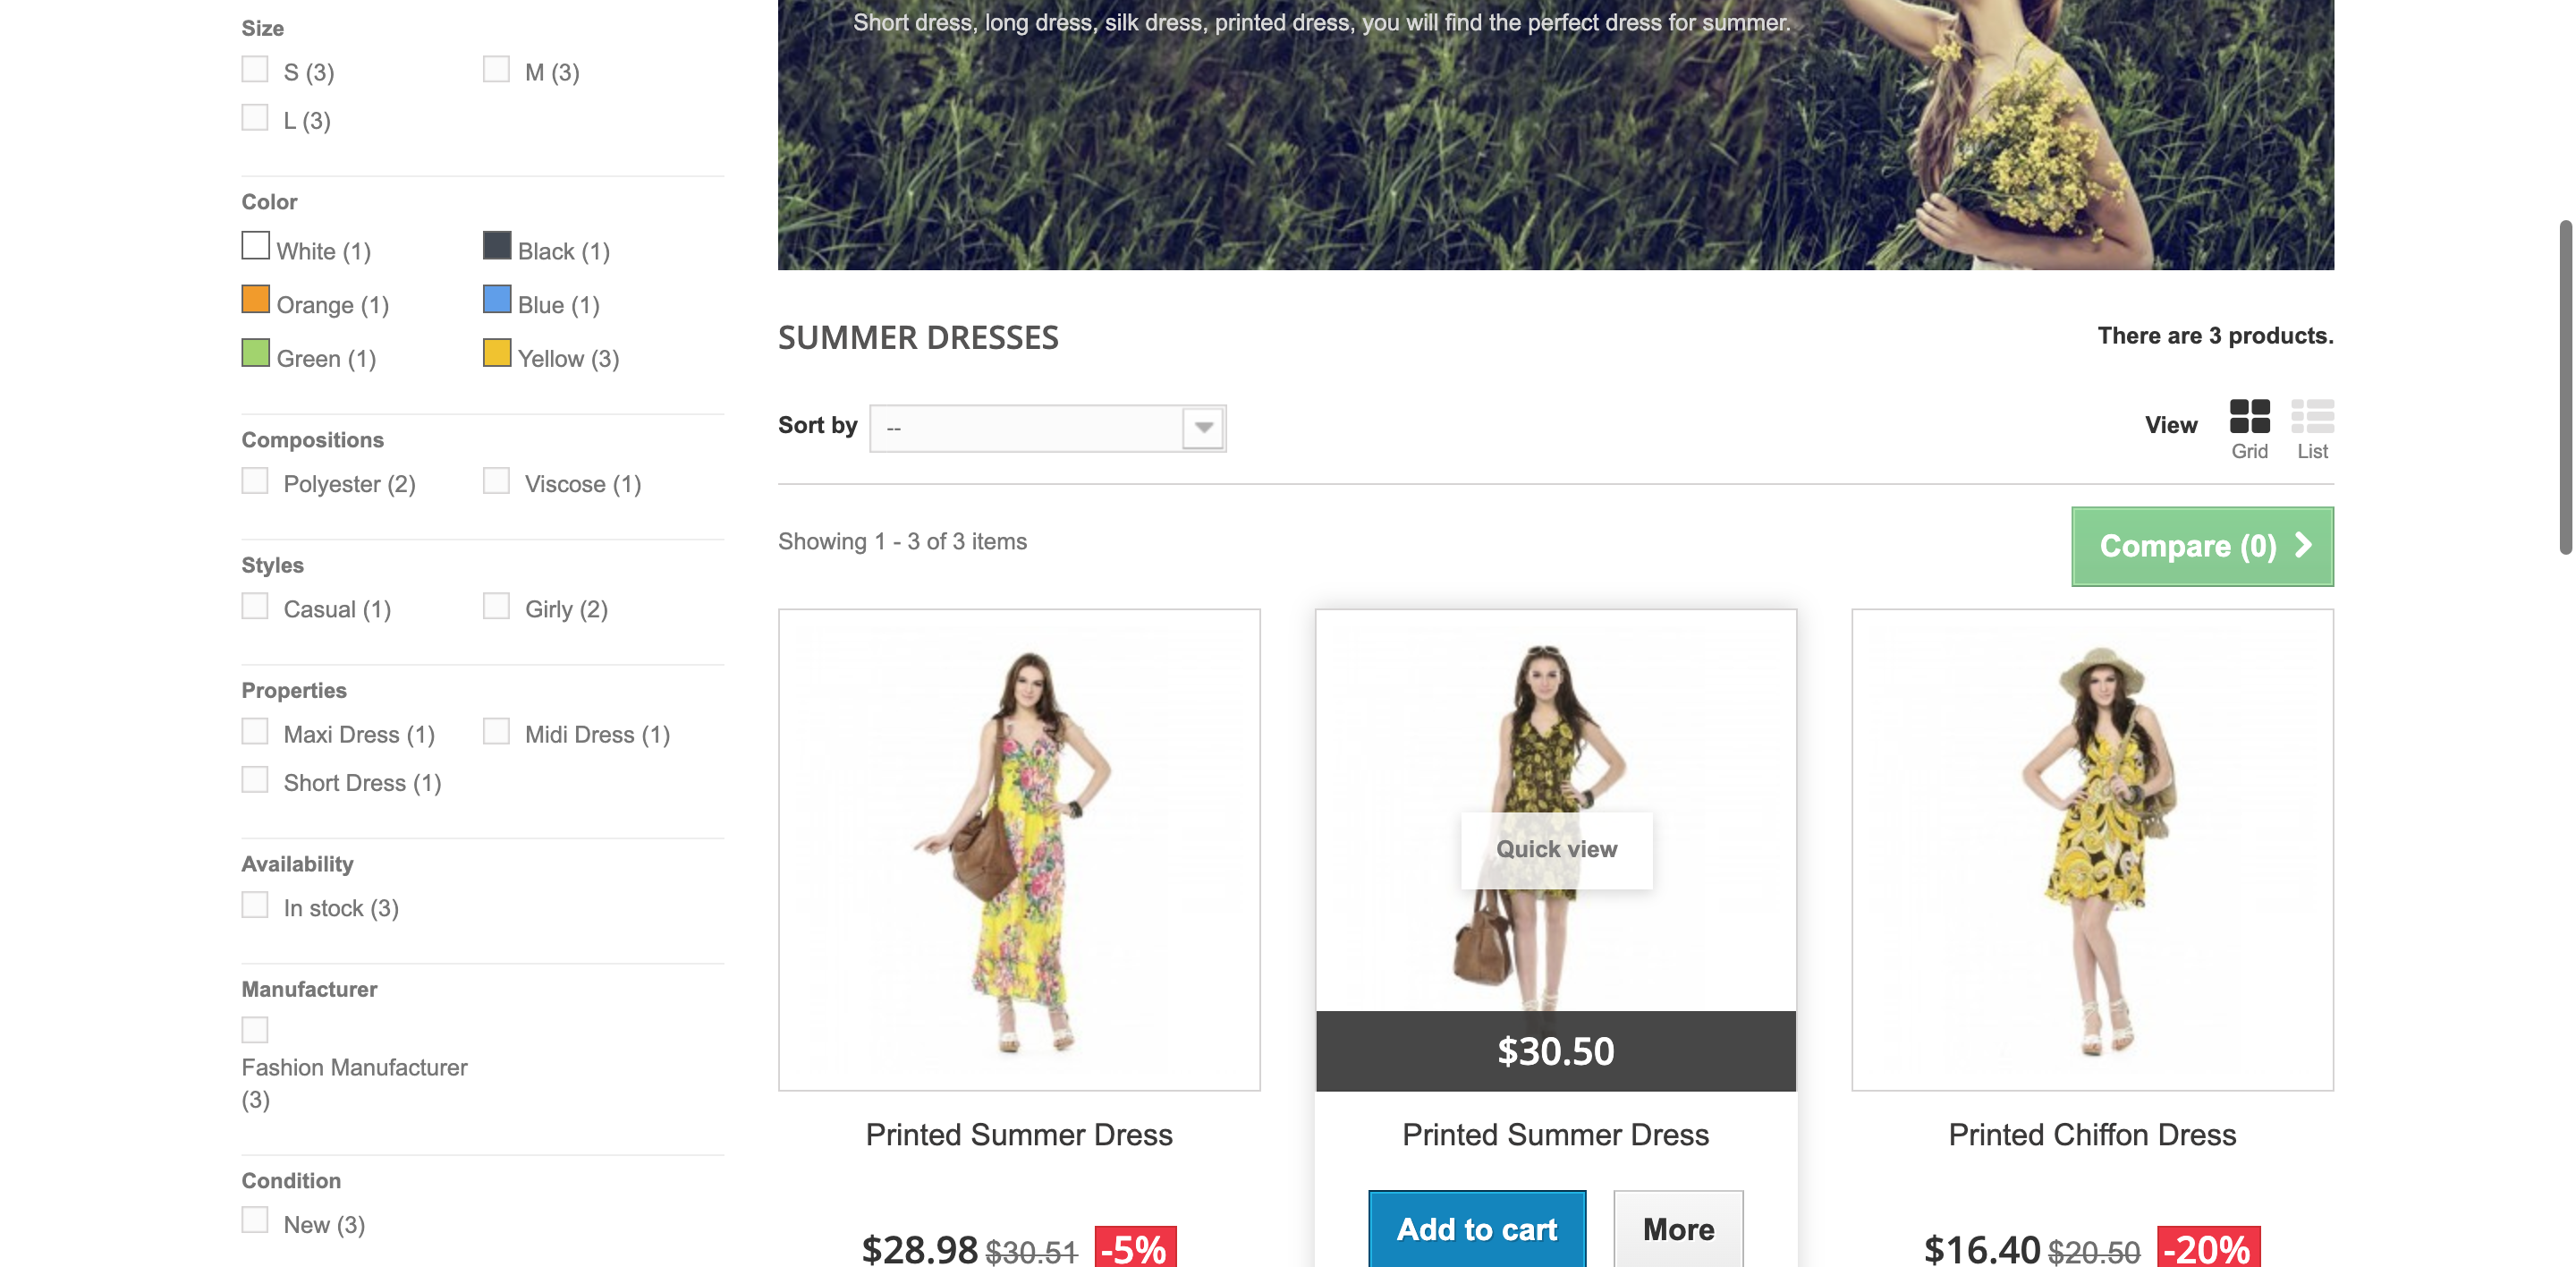 Size
S (3) M (3)
L (3)
Color
White (1) Black (1)
Orange (1) Blue (1)
Green (1) Yellow (3)
Compositions
Polyester (2) Viscose (1)
Styles
Casual (1) Girly (2)
Properties
Maxi Dress (1) Midi Dress (1)
Short Dress (1)
Availability
In stock (3)
Manufacturer
Fashion Manufacturer
(3)
Condition
New (3)
Short dress, long dress, silk dress, printed dress, you will find the perfect dress for summer.
SUMMER DRESSES
There are 3 products.
Sort by --
View
Grid List
Showing 1 - 3 of 3 items
Compare (0)
Quick view
$30.50
Printed Summer Dress
Printed Summer Dress
Printed Chiffon Dress
Add to cart More
$28.98 $30.51 -5%
$16.40 $20.50 -20%